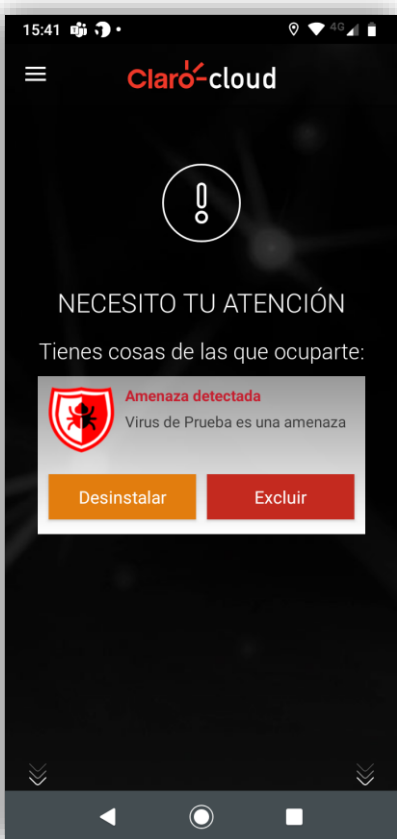 15:41
4G
Claro-cloud
NECESITO TU ATENCIÓN
Tienes cosas de las que ocuparte:
Amenaza detectada
Virus de Prueba es una amenaza
Desinstalar
Excluir